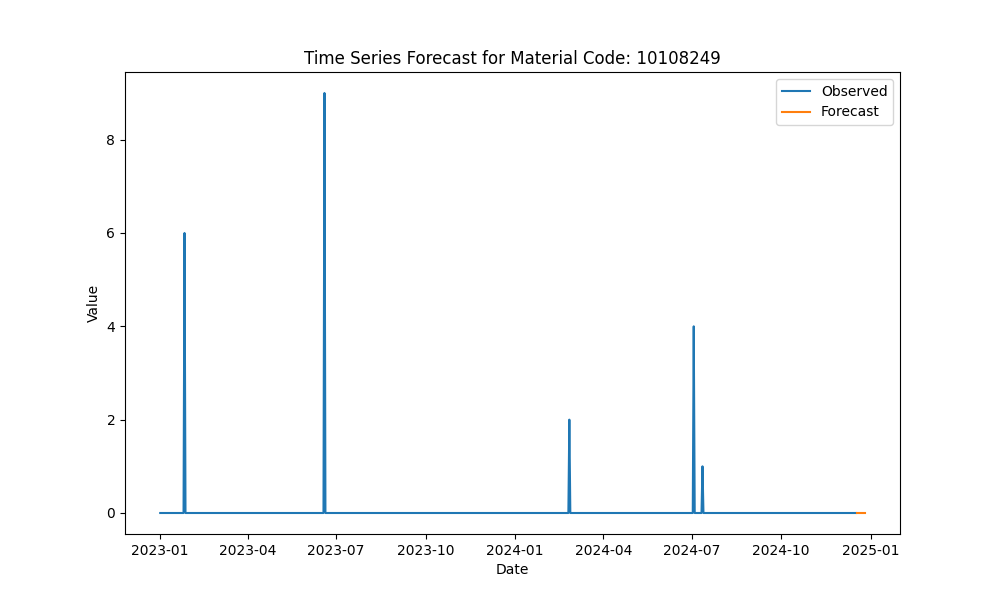 Time Series Forecast for Material Code: 10108249
Observed
Forecast
8
6
4
2
0
Value
2023-01 2023-04 2023-07 2023-10 2024-01 2024-04 2024-07 2024-10 2025-01
Date